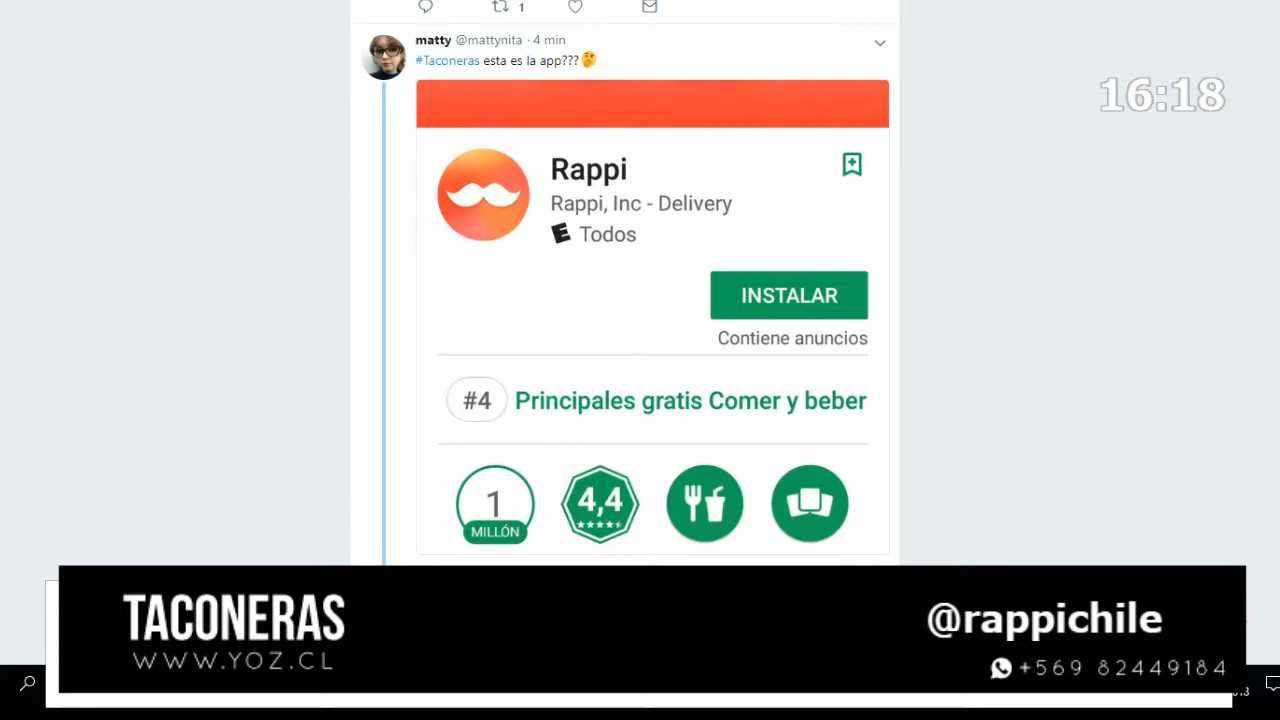 1
matty @mattynita · 4 min
#Taconeras esta es la app???🤔
16:18
Rappi
Rappi, Inc - Delivery
E Todos
INSTALAR
Contiene anuncios
#4 Principales gratis Comer y beber
1
MILLÓN
4,4
TACONERAS
WWW.YOZ.CL
@rappichile
+569 82449184